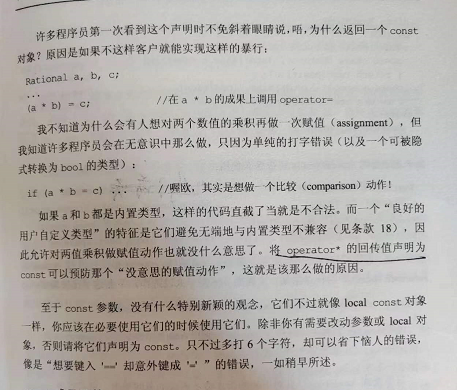 许多程序员第一次看到这个声明时不免斜着眼睛说,唔,为什么返回一个 const
对象？原因是如果不这样客户就能实现这样的暴行：
Rational a, b, c;
...
(a * b) = c; //在 a * b 的成果上调用 operator=
我不知道为什么会有人想对两个数值的乘积再做一次赋值（assignment），但
我知道许多程序员会在无意识中那么做,只因为单纯的打字错误（以及一个可被隐
式转换为 bool 的类型）：
if (a * b = c) ... //喔欧，其实是想做一个比较（comparison）动作！
如果 a 和 b 都是内置类型，这样的代码直截了当就是不合法。而一个“良好的
用户自定义类型”的特征是它们避免无端地与内置类型不兼容（见条款 18），因
此允许对两值乘积做赋值动作也就没什么意思了。将 operator* 的回传值声明为
const 可以预防那个“没意思的赋值动作”，这就是该那么做的原因。
至于 const 参数，没有什么特别新颖的观念，它们不过就像 local const 对象
一样，你应该在必要使用它们的时候使用它们。除非你有需要改动参数或 local 对
象，否则请将它们声明为 const。只不过多打 6 个字符，却可以省下恼人的错误，
像是“想要键入 '==' 却意外键成 '=' ”的错误，一如稍早所述。